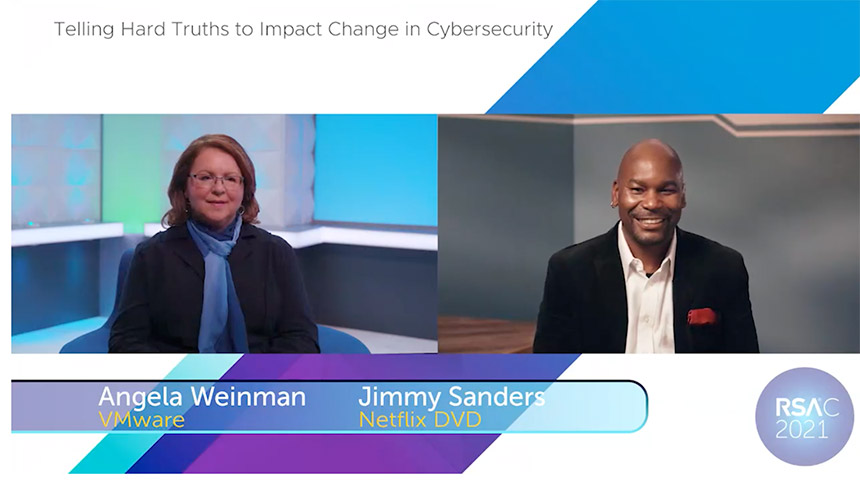 Telling Hard Truths to Impact Change in Cybersecurity
Angela Weinman
VMware
Jimmy Sanders
Netflix DVD
RSAC
2021